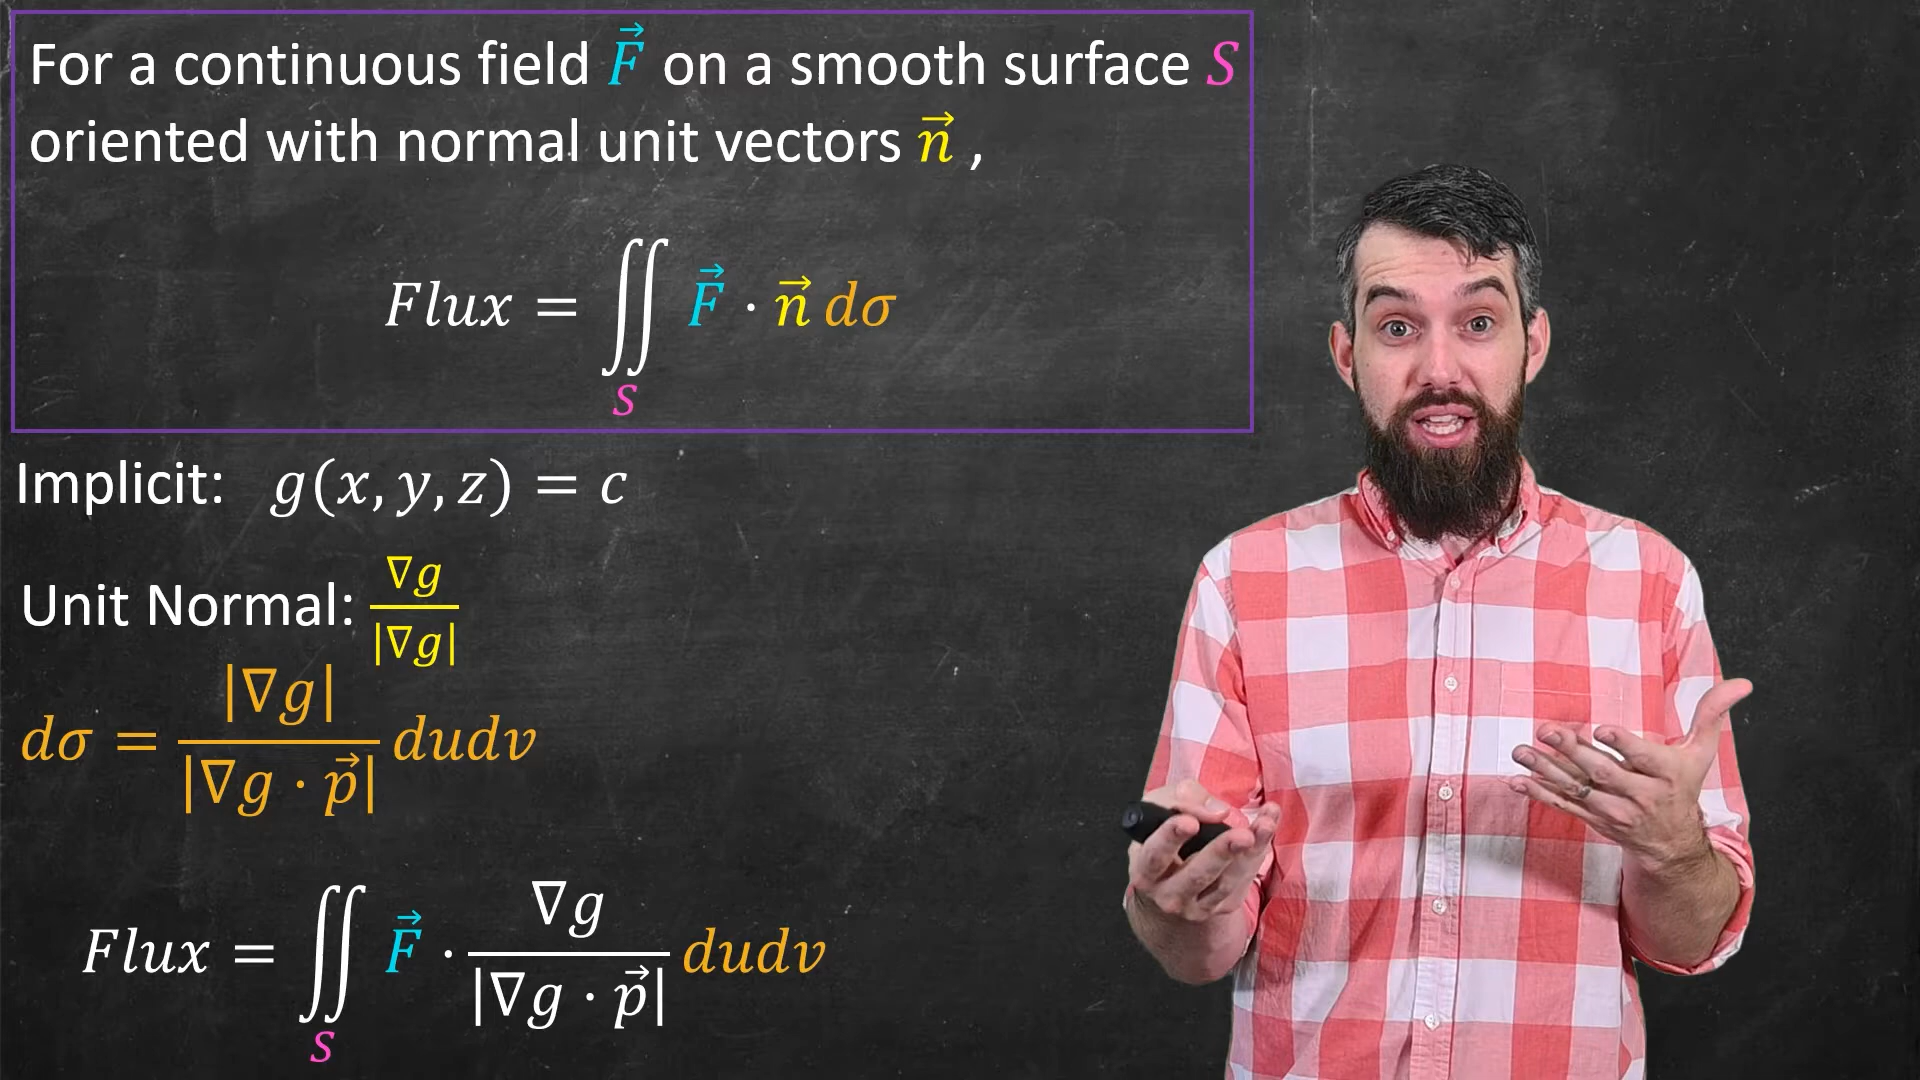 For a continuous field F⃗ on a smooth surface S
oriented with normal unit vectors n⃗ ,
Flux = ∬_S F⃗ · n⃗ dσ
Implicit: g(x, y, z) = c
Unit Normal: ∇g / |∇g|
dσ = |∇g| / |∇g · p⃗| dudv
Flux = ∬_S F⃗ · ∇g / |∇g · p⃗| dudv